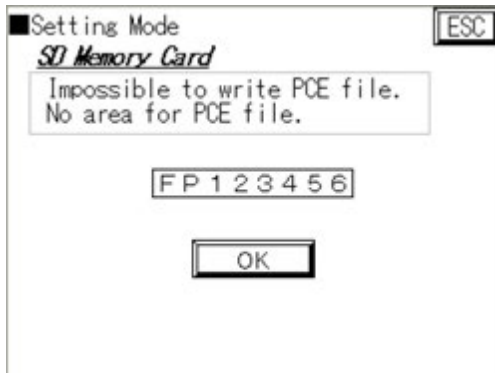 ■Setting Mode
ESC
SD Memory Card
Impossible to write PCE file.
No area for PCE file.
FP123456
OK